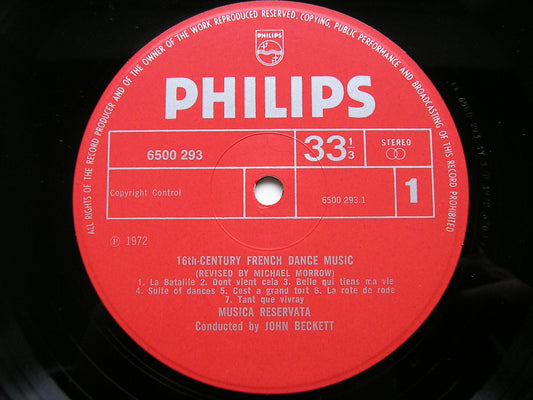 ALL RIGHTS OF THE RECORD PRODUCER AND OF THE OWNER OF THE WORK REPRODUCED RESERVED, COPYING, PUBLIC PERFORMANCE AND BROADCASTING OF THIS RECORD PROHIBITED
PHILIPS
PHILIPS
6500 293
33 1/3
STEREO
Copyright Control
6500 293.1
1
℗ 1972
16th-CENTURY FRENCH DANCE MUSIC
(REVISED BY MICHAEL MORROW)
1. La Bataille 2. Dont vient cela 3. Belle qui tiens ma vie
4. Suite of dances 5. Cest a grand tort 6. La rote de rode
7. Tant que vivray
MUSICA RESERVATA
Conducted by JOHN BECKETT